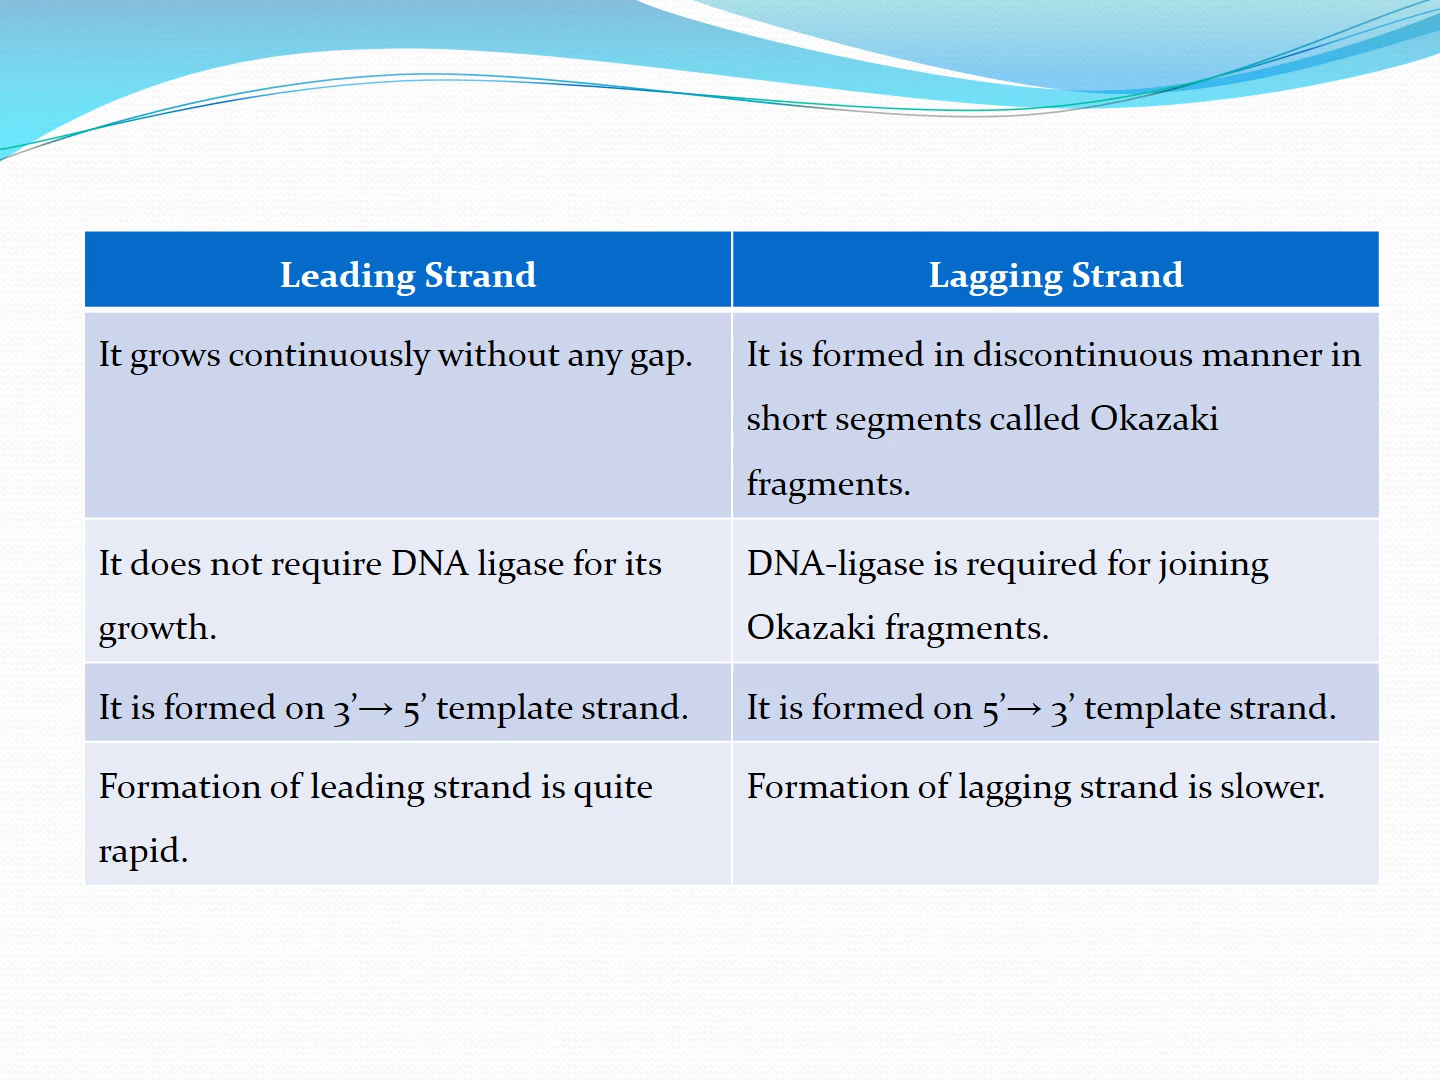 Leading Strand
Lagging Strand
It grows continuously without any gap.
It is formed in discontinuous manner in
short segments called Okazaki
fragments.
It does not require DNA ligase for its
growth.
DNA-ligase is required for joining
Okazaki fragments.
It is formed on 3’→ 5’ template strand.
It is formed on 5’→ 3’ template strand.
Formation of leading strand is quite
rapid.
Formation of lagging strand is slower.